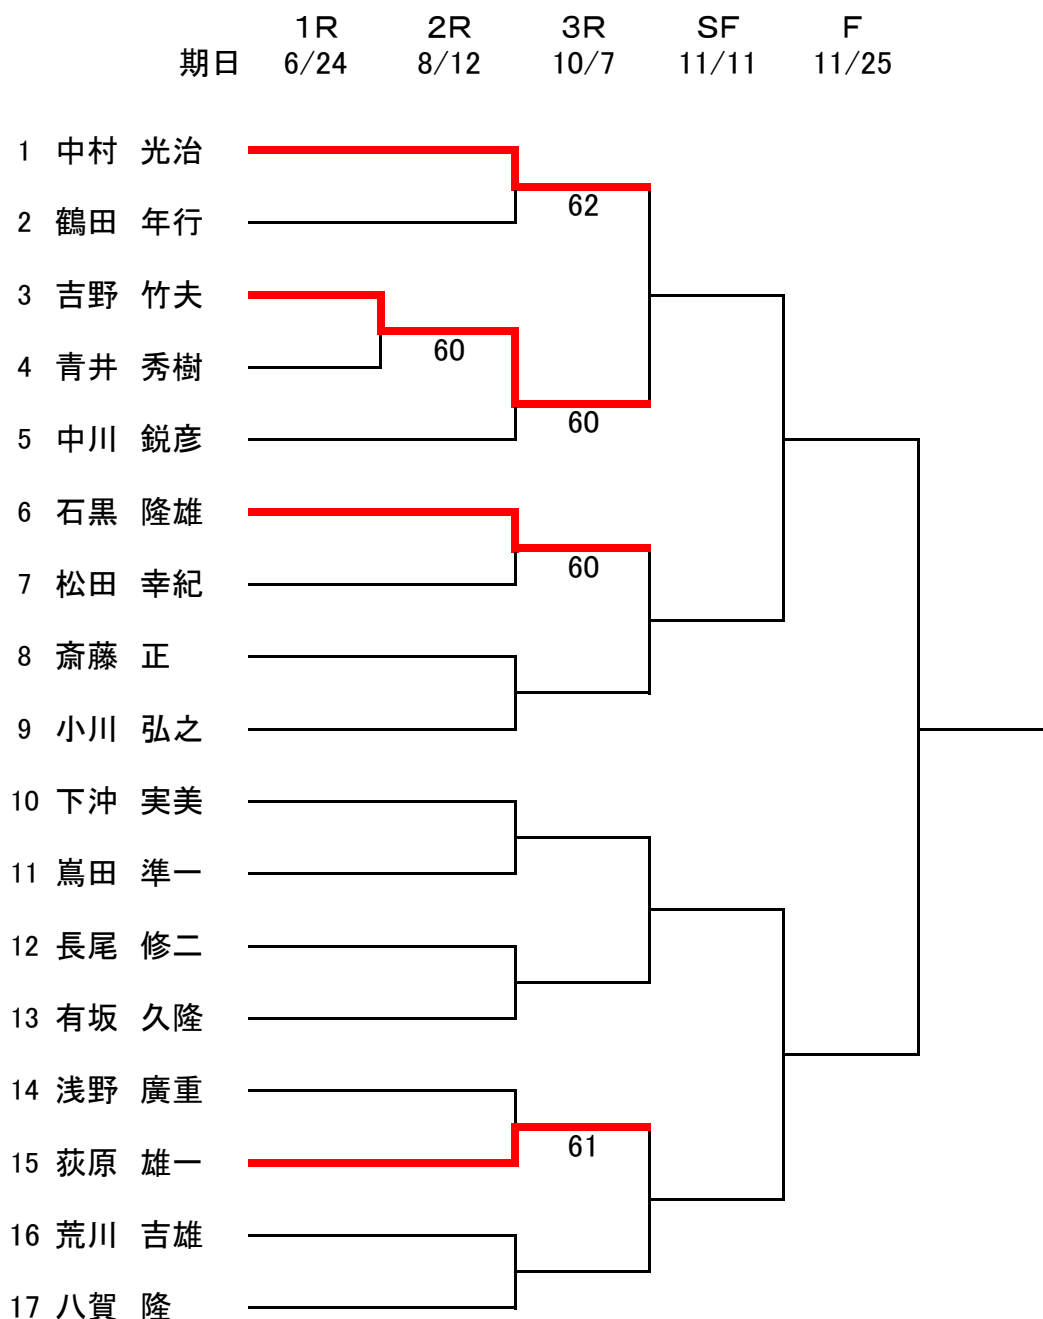 1R 2R 3R SF F
期日 6/24 8/12 10/7 11/11 11/25
1 中村 光治
62
2 鶴田 年行
3 吉野 竹夫
60
4 青井 秀樹
60
5 中川 鋭彦
6 石黒 隆雄
60
7 松田 幸紀
8 斎藤 正
9 小川 弘之
10 下沖 実美
11 嶌田 準一
12 長尾 修二
13 有坂 久隆
14 浅野 廣重
61
15 荻原 雄一
16 荒川 吉雄
17 八賀 隆